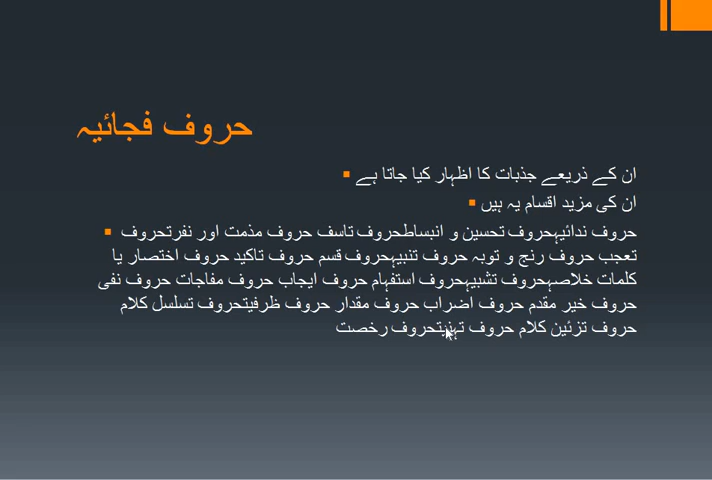 حروف فجائیہ
ان کے ذریعے جذبات کا اظہار کیا جاتا ہے
ان کی مزید اقسام یہ ہیں
حروف ندائیہحروف تحسین و انبساطحروف تاسف حروف مذمت اور نفرتحروف
تعجب حروف رنج و توبہ حروف تنبیہحروف قسم حروف تاکید حروف اختصار یا
کلمات خلاصہحروف تشبیہحروف استفہام حروف ایجاب حروف مفاجات حروف نفی
حروف خیر مقدم حروف اضراب حروف مقدار حروف ظرفیتحروف تسلسل کلام
حروف تزئین کلام حروف تہنیتحروف رخصت